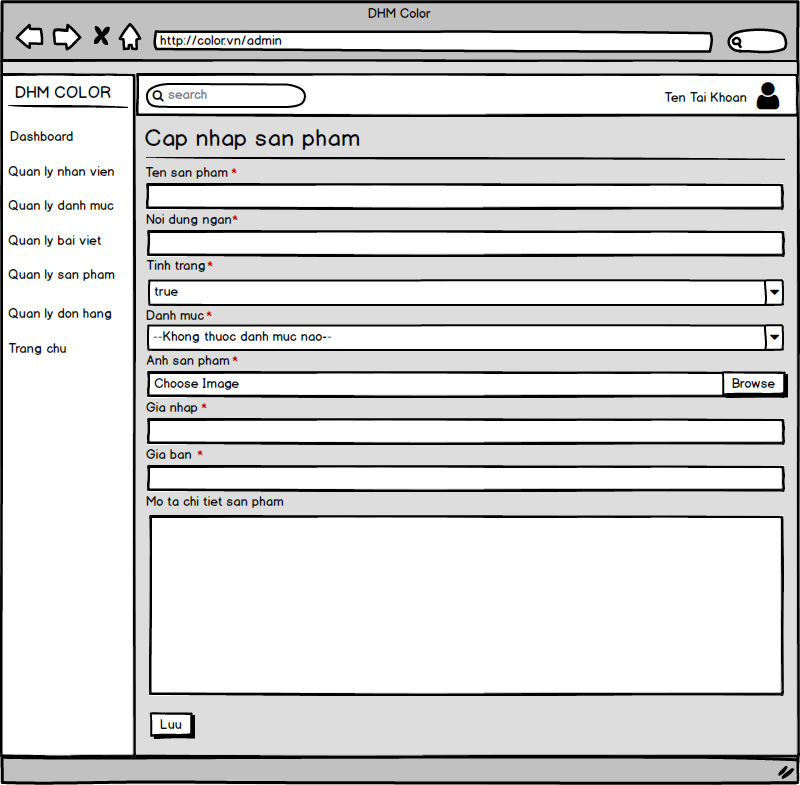 DHM Color
http://color.vn/admin
DHM COLOR
Dashboard
Quan ly nhan vien
Quan ly danh muc
Quan ly bai viet
Quan ly san pham
Quan ly don hang
Trang chu
search
Ten Tai Khoan
Cap nhap san pham
Ten san pham *
Noi dung ngan*
Tinh trang*
true
Danh muc*
--Khong thuoc danh muc nao--
Anh san pham*
Choose Image
Browse
Gia nhap *
Gia ban *
Mo ta chi tiet san pham
Luu